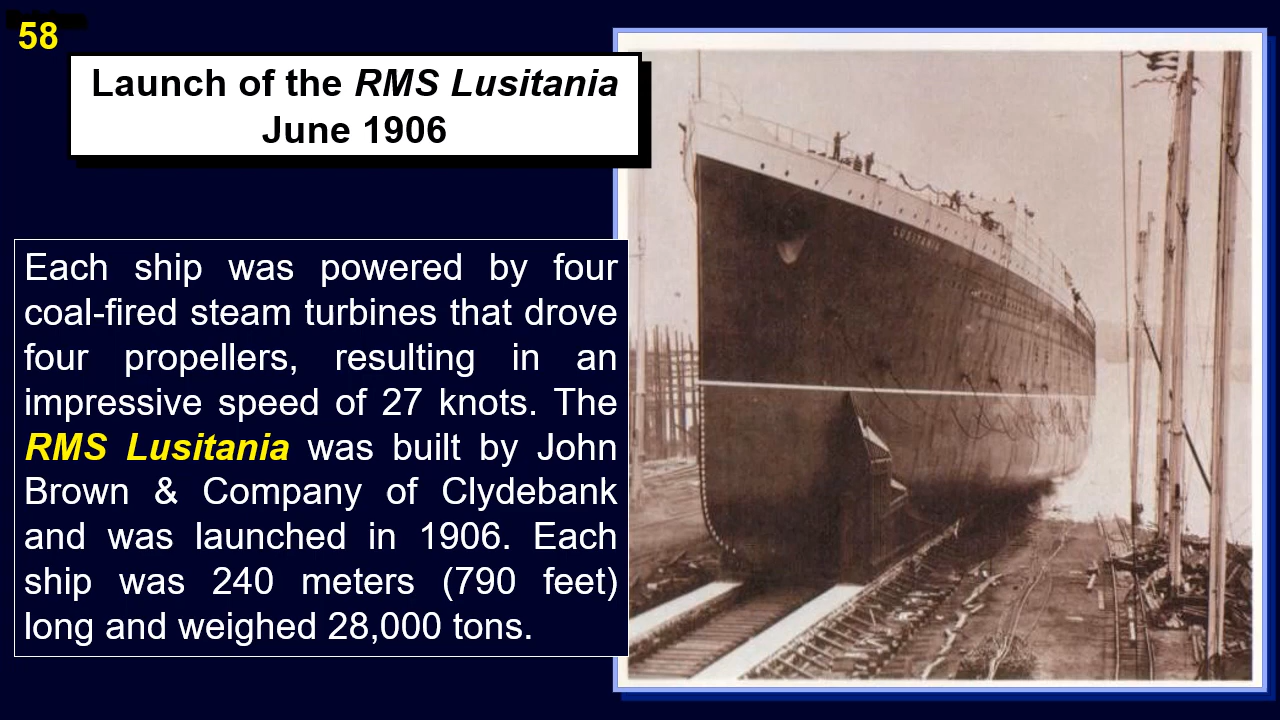 58
Launch of the RMS Lusitania
June 1906
Each ship was powered by four
coal-fired steam turbines that drove
four propellers, resulting in an
impressive speed of 27 knots. The
RMS Lusitania was built by John
Brown & Company of Clydebank
and was launched in 1906. Each
ship was 240 meters (790 feet)
long and weighed 28,000 tons.
LUSITANIA